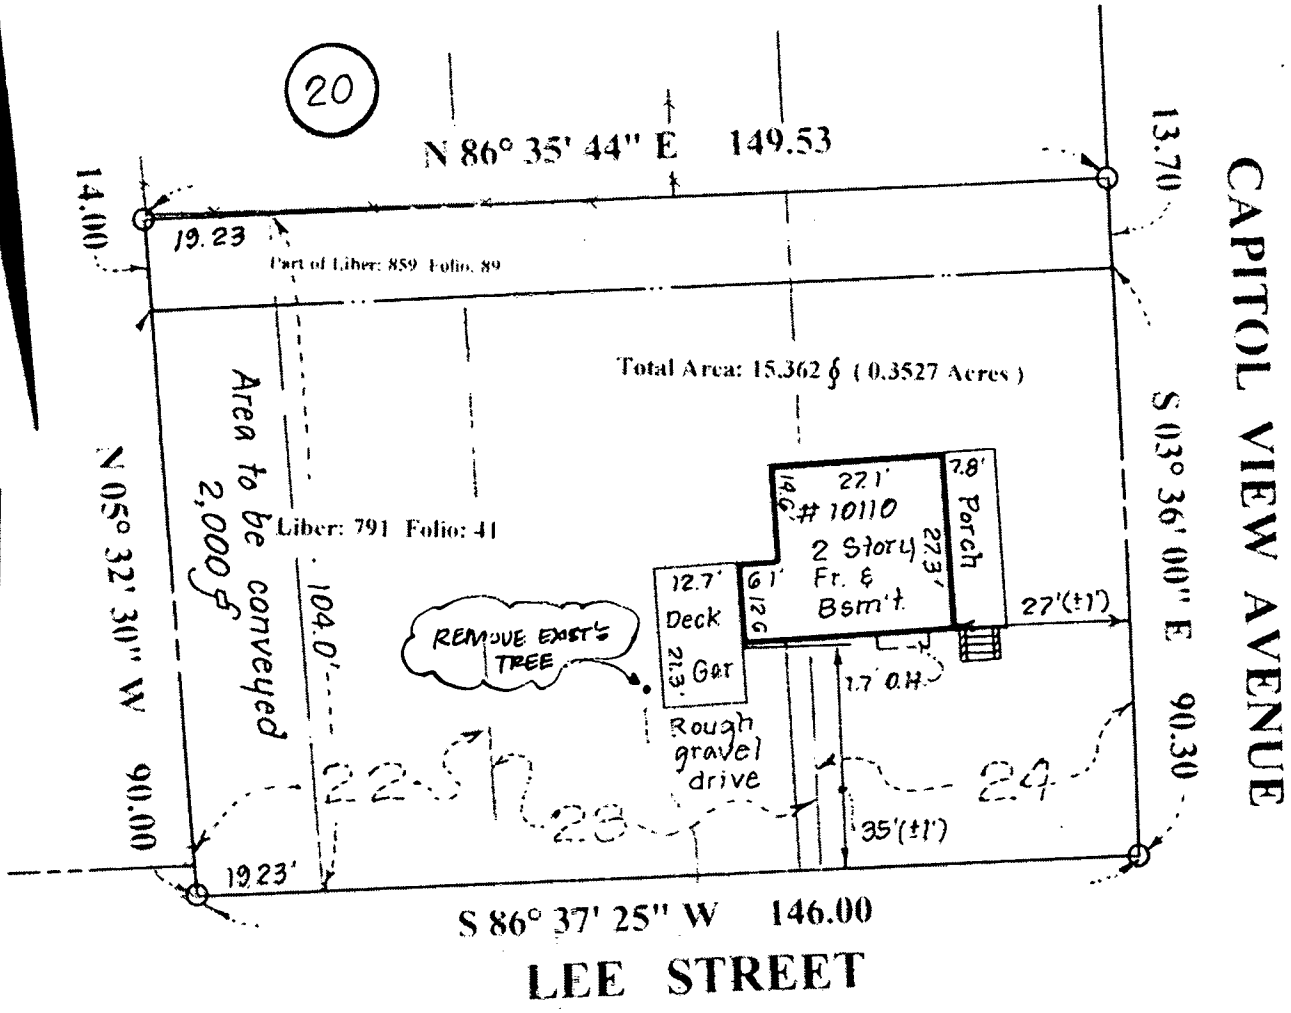 20
N 86° 35' 44" E 149.53
14.00
13.70
19.23
Part of Liber: 859 Folio: 89
CAPITOL VIEW AVENUE
Total Area: 15.362 ( 0.3527 Acres )
S 03° 36' 00" E 90.30
N 05° 32' 30" W 90.00
Area to be conveyed
2,000
Liber: 791 Folio: 41
104.0'
27.1'
14.6
# 10110
2 Story
Fr. &
Bsm't.
27.3'
7.8'
Porch
6.1'
12.6
12.7'
Deck
21.3'
Gar
27'(±1')
1.7' O.H.
REMOVE EXIST'G
TREE
Rough
gravel
drive
22
23
24
35'(±1')
19.23'
S 86° 37' 25" W 146.00
LEE STREET